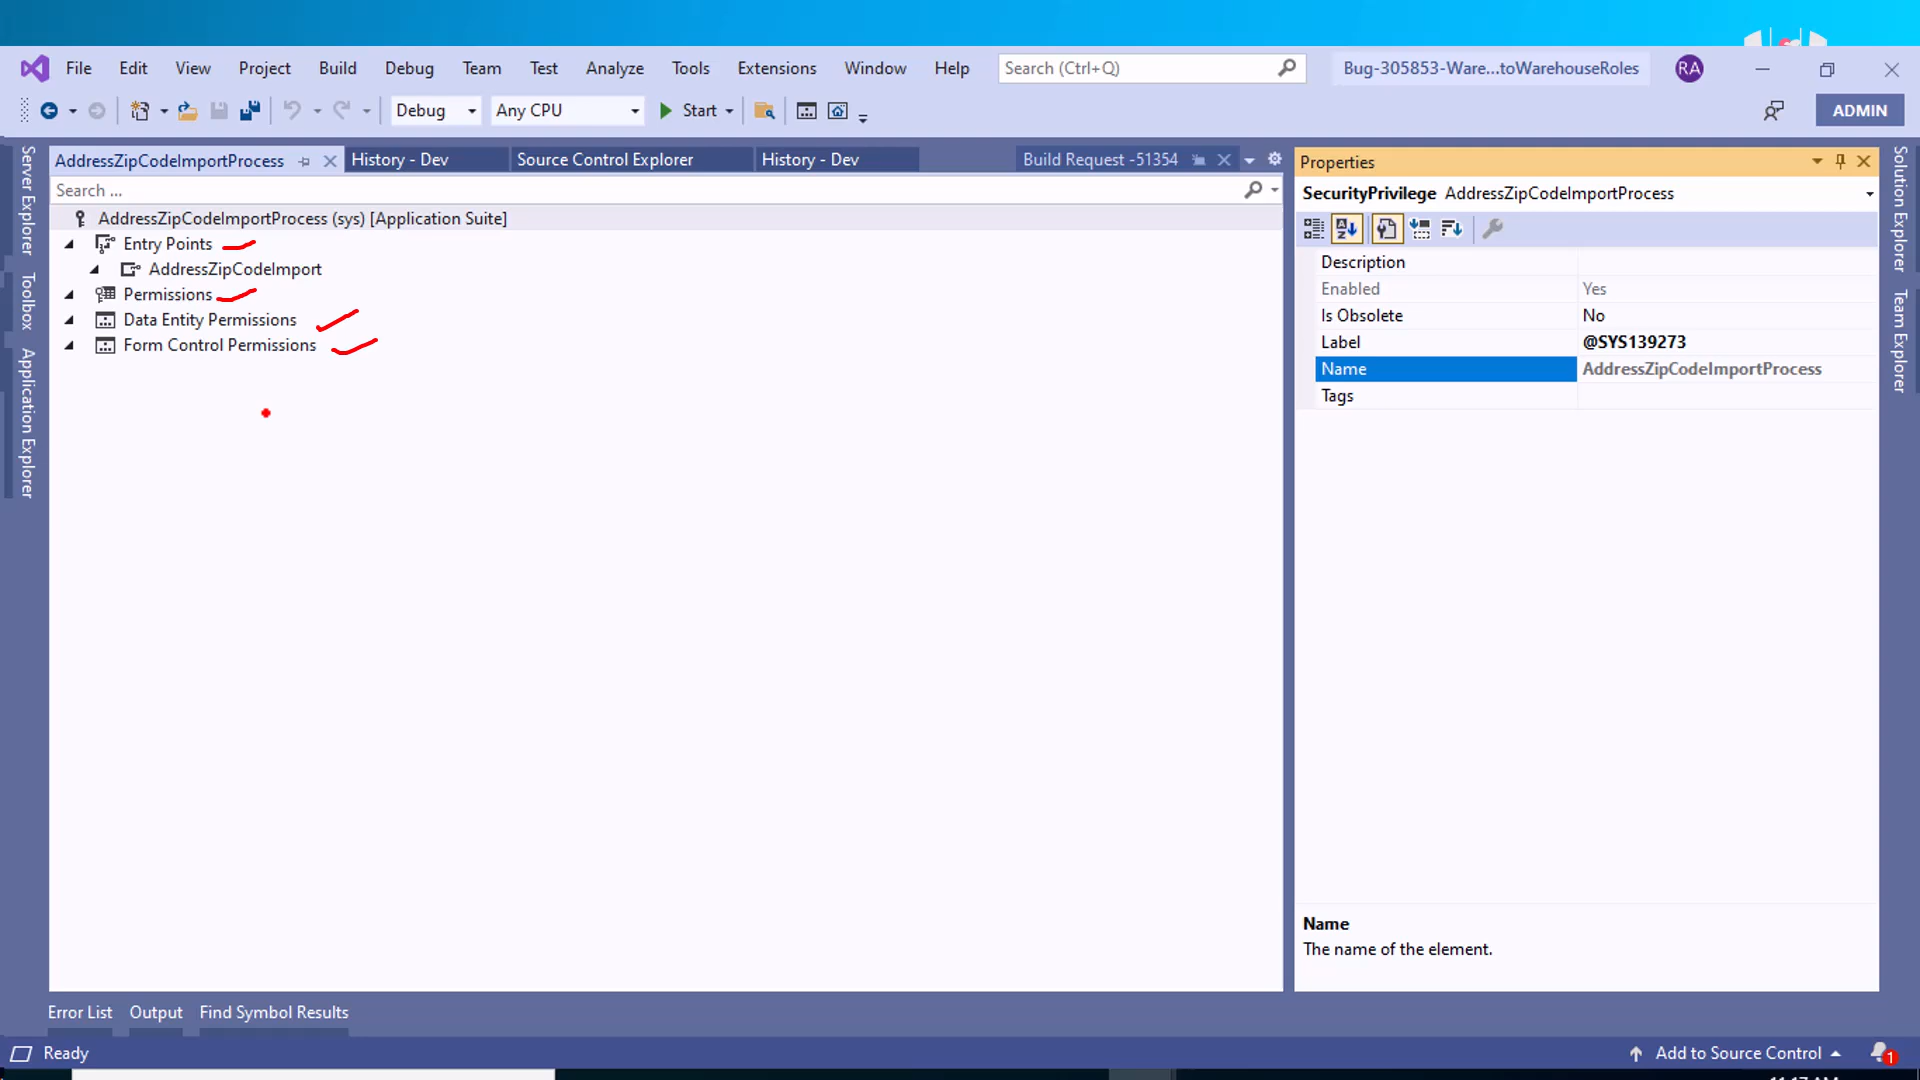 File Edit View Project Build Debug Team Test Analyze Tools Extensions Window Help Search (Ctrl+Q) Bug-305853-Ware...toWarehouseRoles RA
Debug Any CPU Start ADMIN
AddressZipCodeImportProcess History - Dev Source Control Explorer History - Dev Build Request -51354
Search ...
AddressZipCodeImportProcess (sys) [Application Suite]
Entry Points
AddressZipCodeImport
Permissions
Data Entity Permissions
Form Control Permissions
Server Explorer
Toolbox
Application Explorer
Properties
SecurityPrivilege AddressZipCodeImportProcess
Description
Enabled Yes
Is Obsolete No
Label @SYS139273
Name AddressZipCodeImportProcess
Tags
Name
The name of the element.
Solution Explorer
Team Explorer
Error List Output Find Symbol Results
Ready Add to Source Control 1